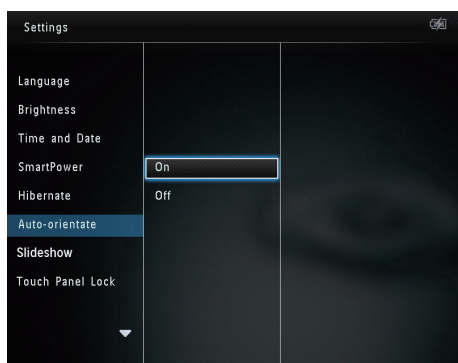 Settings
Language
Brightness
Time and Date
SmartPower
On
Hibernate
Off
Auto-orientate
Slideshow
Touch Panel Lock